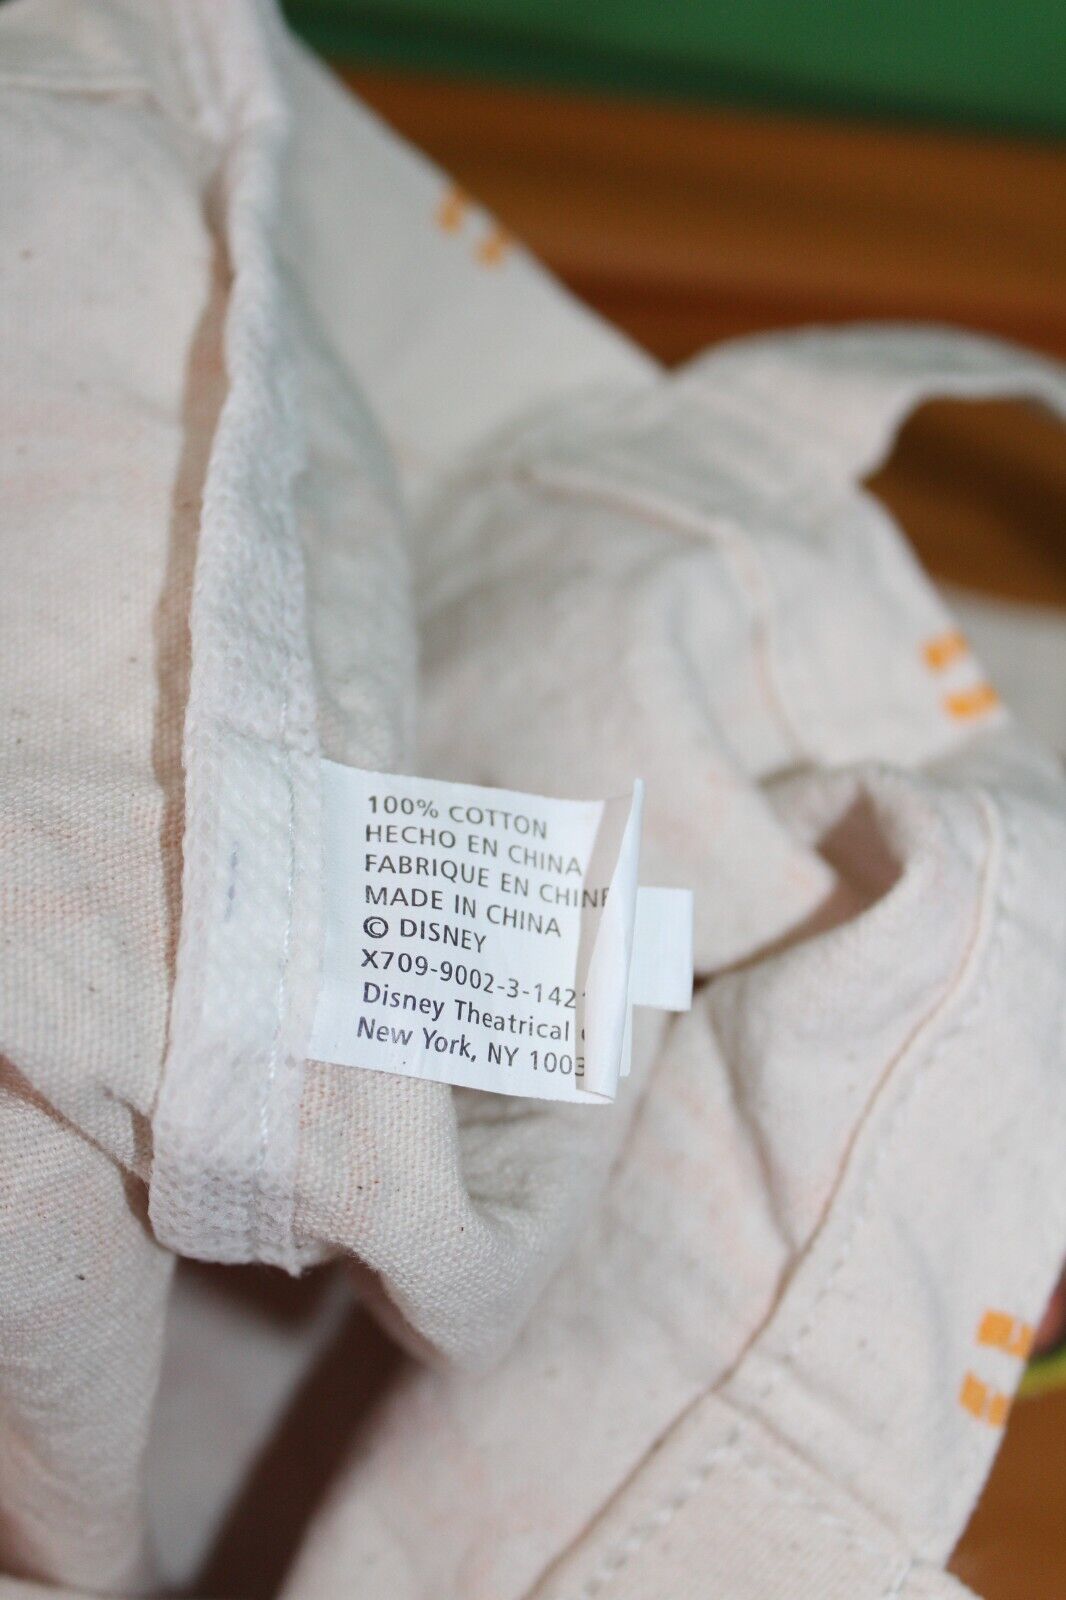 100% COTTON
HECHO EN CHINA
FABRIQUE EN CHINE
MADE IN CHINA
© DISNEY
X709-9002-3-142
Disney Theatrical
New York, NY 1003